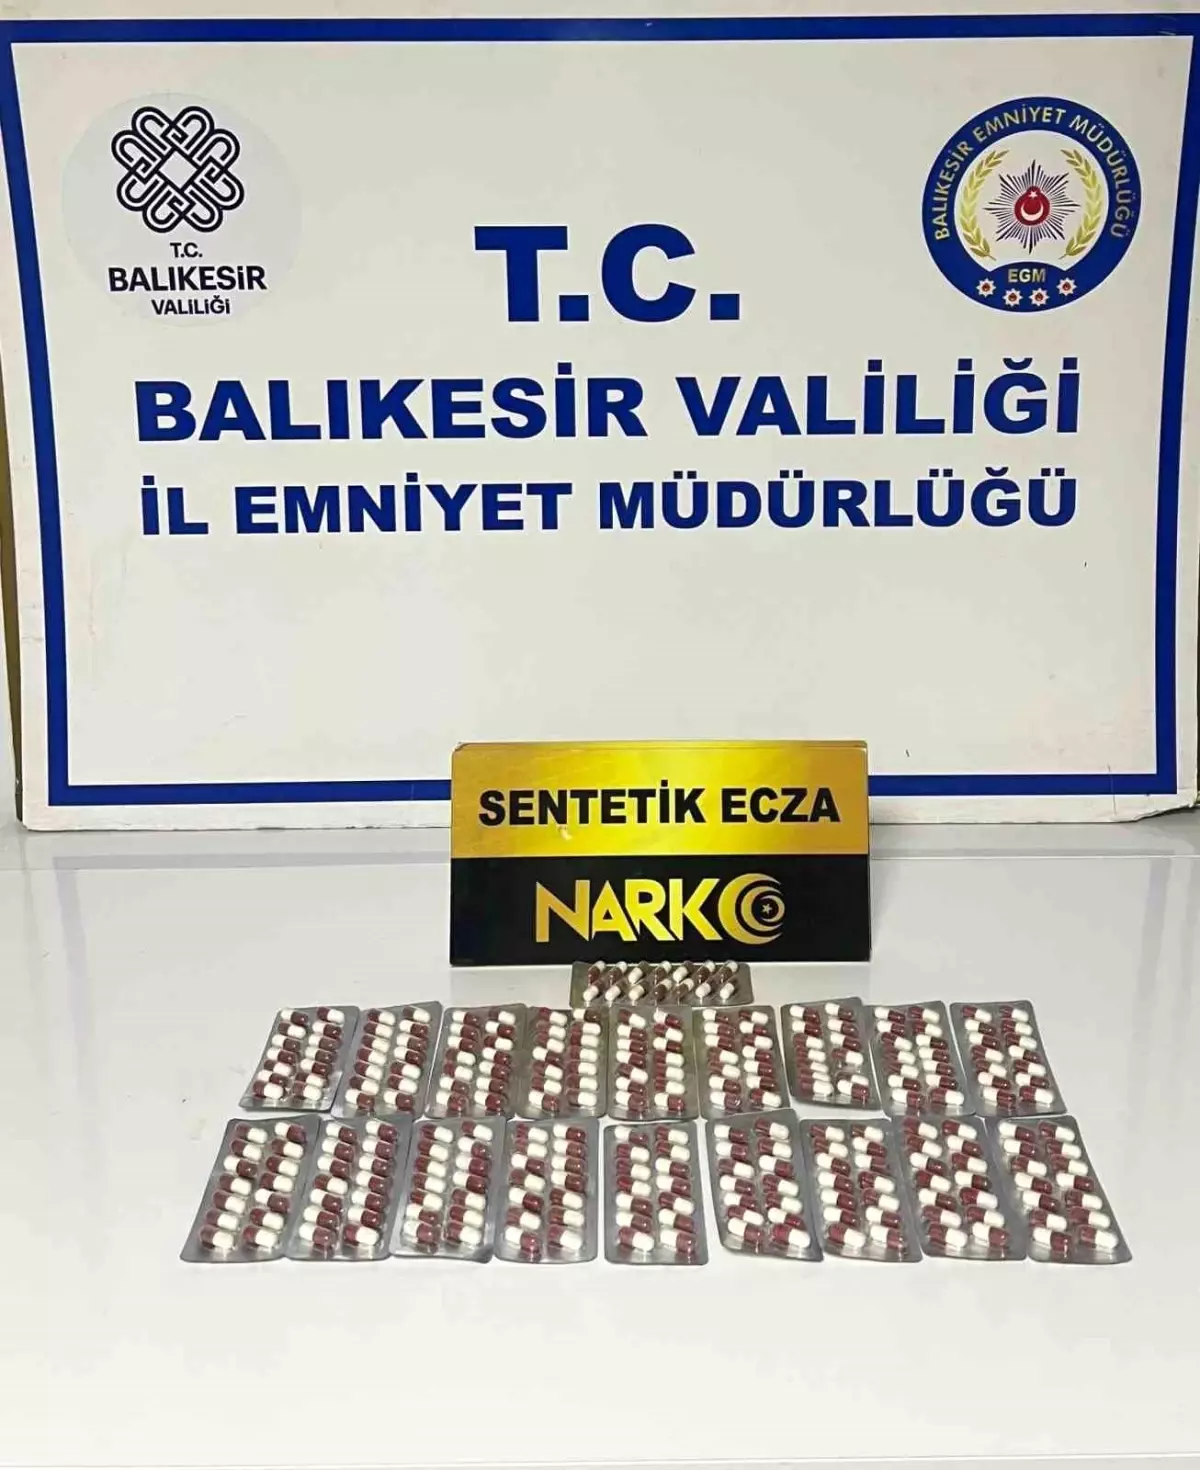 T.C.
BALIKESİR
VALİLİĞİ
BALIKESİR EMNİYET MÜDÜRLÜĞÜ
EGM
T.C.
BALIKESİR VALİLİĞİ
İL EMNİYET MÜDÜRLÜĞÜ
SENTETİK ECZA
NARKO